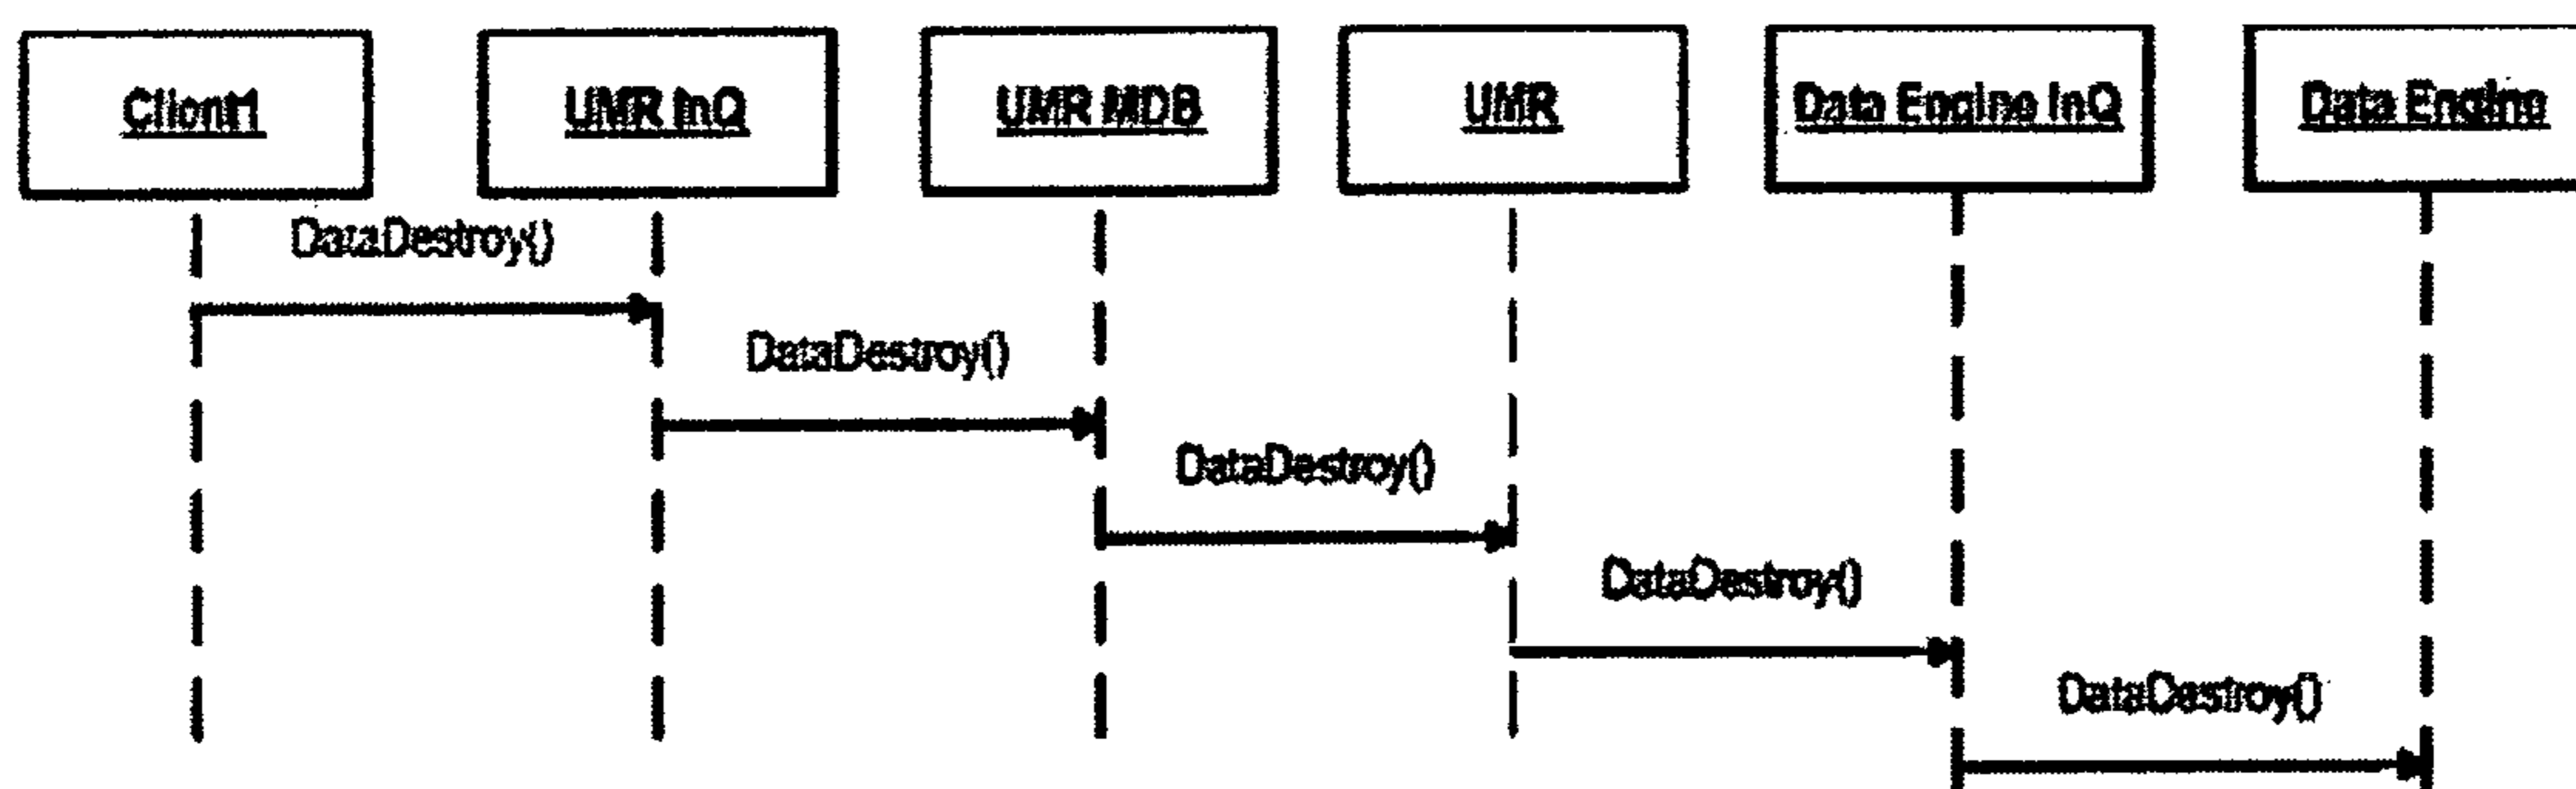 Client1
UMR InQ
UMR MDB
UMR
Data Engine InQ
Data Engine
DataDestroy()
DataDestroy()
DataDestroy()
DataDestroy()
DataDestroy()